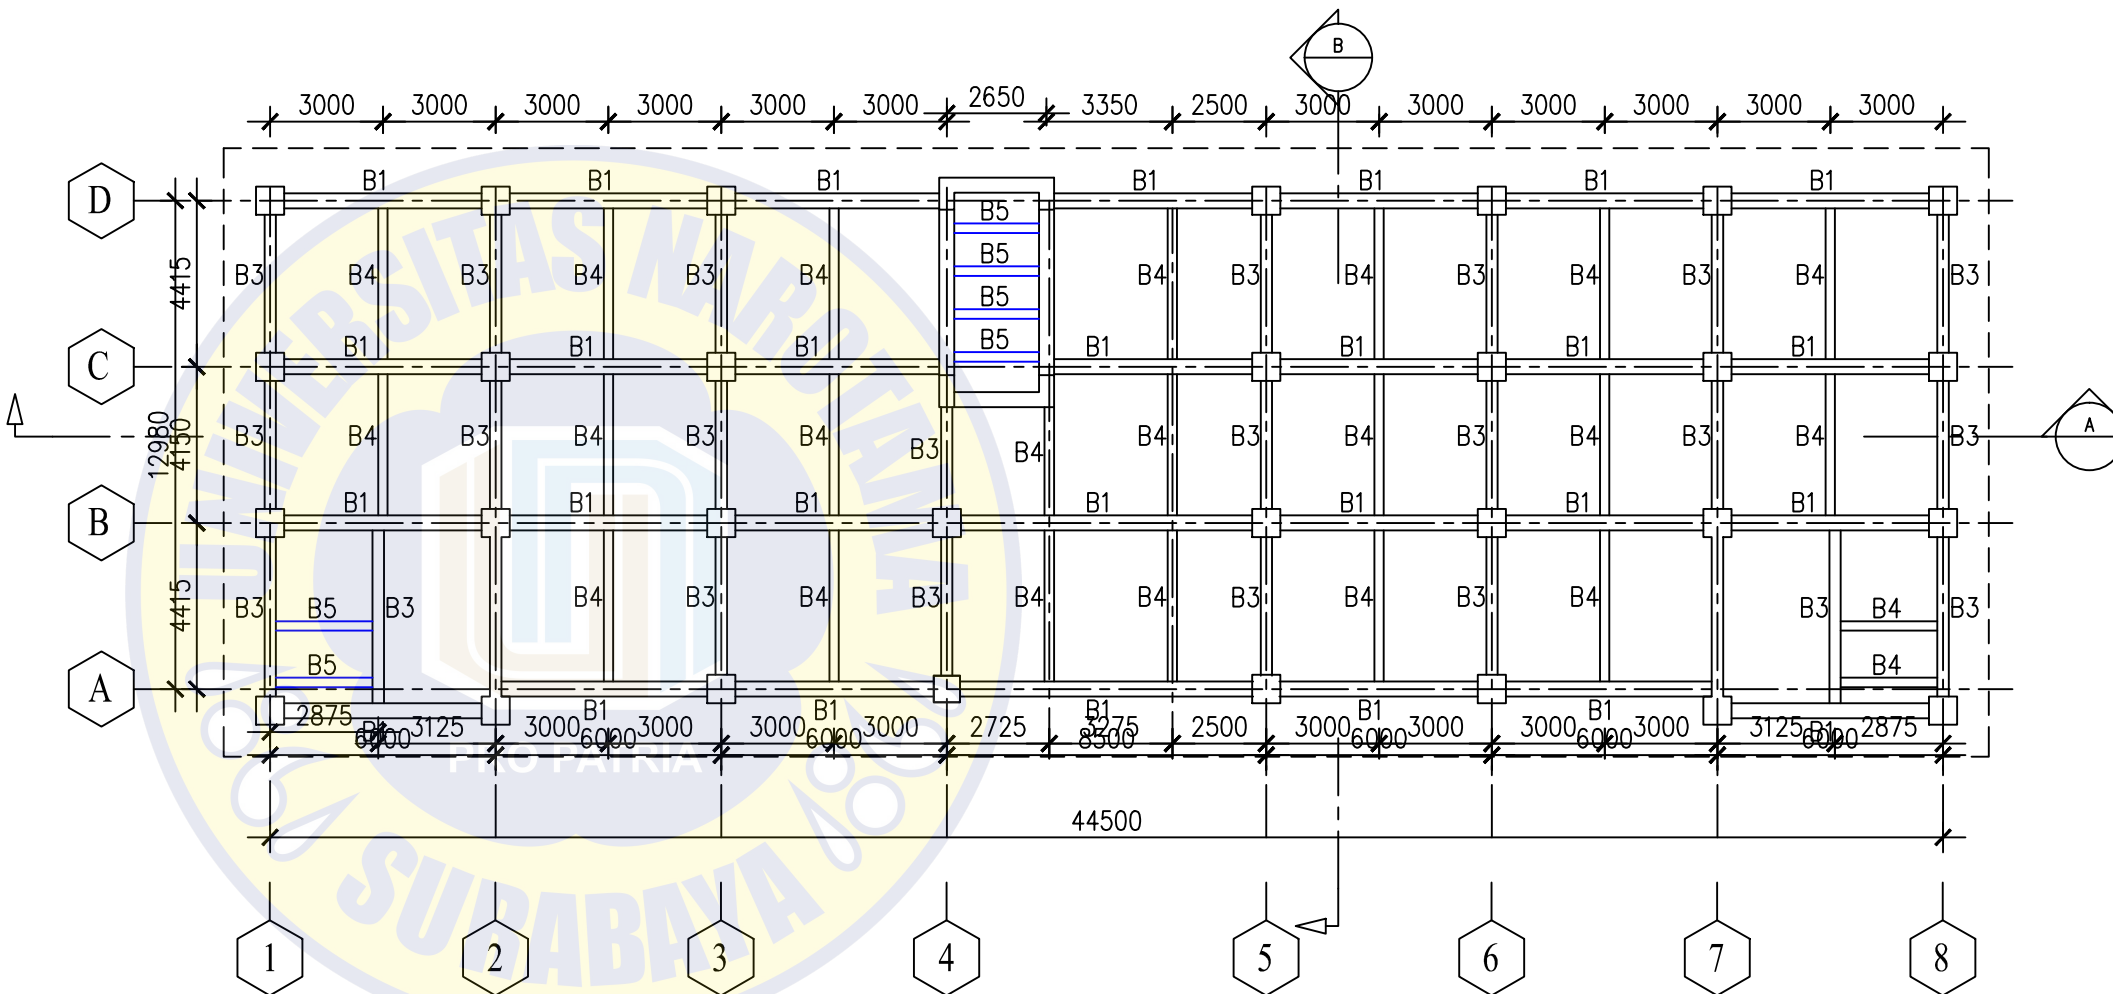 B
3000 3000 3000 3000 3000 3000 2650 3350 2500 3000 3000 3000 3000 3000 3000
D B1 B1 B1 B1 B1 B1 B1
B5
4415 B3 B4 B3 B4 B3 B4 B5 B4 B3 B4 B3 B4 B3 B4 B3
B5
C B1 B1 B1 B5 B1 B1 B1 B1
12980 4150 B3 B4 B3 B4 B3 B4 B3 B4 B4 B3 B4 B3 B4 B3 B4 B3 A
B B1 B1 B1 B1 B1 B1 B1
4415 B3 B5 B3 B4 B3 B4 B3 B4 B4 B3 B4 B3 B4 B3 B4 B3
B5 B4
A
B1 B1 B1 B1 B1
2875 3125 3000 3000 3000 3000 2725 3275 2500 3000 3000 3000 3000 3125 B1 2875
6000 6000 6000 8500 6000 6000 6000
44500
1 2 3 4 5 6 7 8
UNIVERSITAS NAROTAMA
PRO PATRIA
SURABAYA